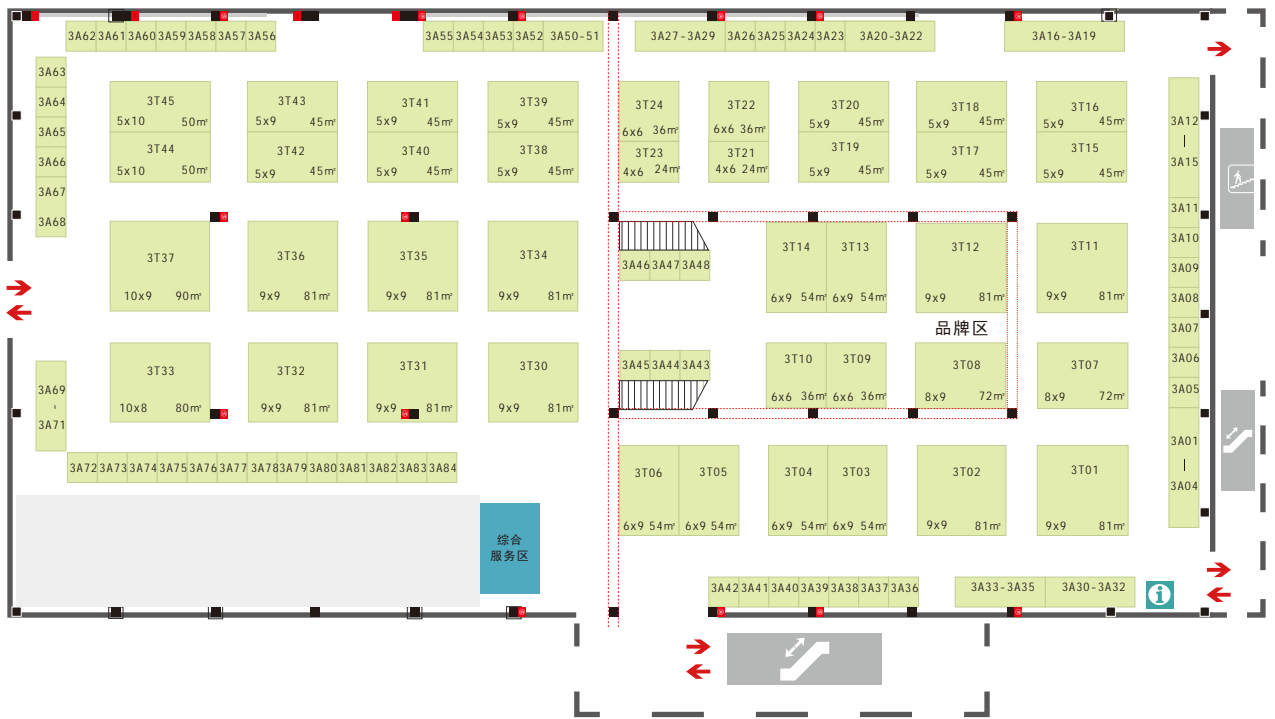 3A62 3A61 3A60 3A59 3A58 3A57 3A56
3A55 3A54 3A53 3A52 3A50-51
3A27-3A29 3A26 3A25 3A24 3A23 3A20-3A22
3A16-3A19
3A63
3A64
3A65
3A66
3A67
3A68
3T45
5x10 50㎡
3T44
5x10 50㎡
3T43
5x9 45㎡
3T42
5x9 45㎡
3T41
5x9 45㎡
3T40
5x9 45㎡
3T39
5x9 45㎡
3T38
5x9 45㎡
3T24
6x6 36㎡
3T23
4x6 24㎡
3T22
6x6 36㎡
3T21
4x6 24㎡
3T20
5x9 45㎡
3T19
5x9 45㎡
3T18
5x9 45㎡
3T17
5x9 45㎡
3T16
5x9 45㎡
3T15
5x9 45㎡
3A12
|
3A15
3A11
3A10
3A09
3A08
3A07
3A06
3A05
3A01
|
3A04
3T37
10x9 90㎡
3T36
9x9 81㎡
3T35
9x9 81㎡
3T34
9x9 81㎡
3A46 3A47 3A48
3T14
6x9 54㎡
3T13
6x9 54㎡
3T12
9x9 81㎡
3T11
9x9 81㎡
品牌区
3T33
10x8 80㎡
3T32
9x9 81㎡
3T31
9x9 81㎡
3T30
9x9 81㎡
3A45 3A44 3A43
3T10
6x6 36㎡
3T09
6x6 36㎡
3T08
8x9 72㎡
3T07
8x9 72㎡
3A69
-
3A71
3A72 3A73 3A74 3A75 3A76 3A77 3A78 3A79 3A80 3A81 3A82 3A83 3A84
3T06
6x9 54㎡
3T05
6x9 54㎡
3T04
6x9 54㎡
3T03
6x9 54㎡
3T02
9x9 81㎡
3T01
9x9 81㎡
综合
服务区
3A42 3A41 3A40 3A39 3A38 3A37 3A36
3A33-3A35 3A30-3A32
i